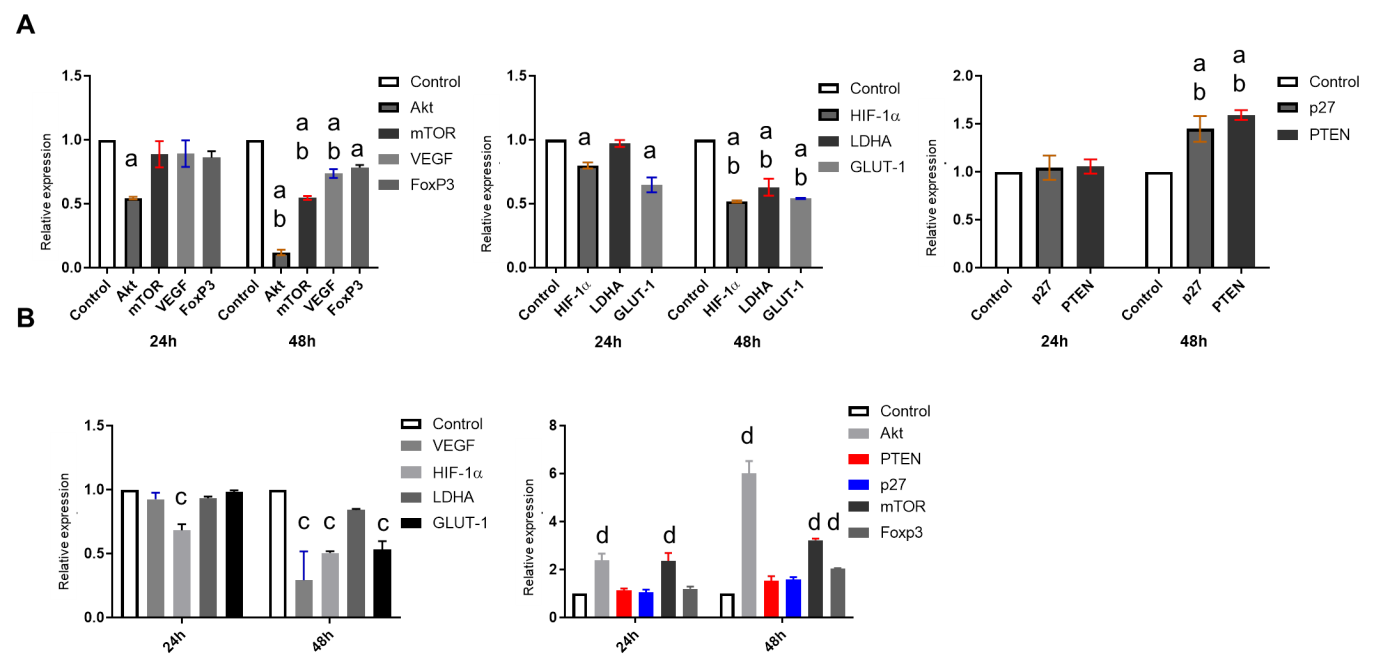 A
Relative expression
1.5
1.0
0.5
0.0
a
a
b
a
b
a
b
a
Control
Akt
mTOR
VEGF
FoxP3
Control
Akt
mTOR
VEGF
FoxP3
24h
48h
Control
Akt
mTOR
VEGF
FoxP3
Relative expression
1.5
1.0
0.5
0.0
a
a
a
b
a
b
a
b
Control
HIF-1α
LDHA
GLUT-1
Control
HIF-1α
LDHA
GLUT-1
24h
48h
Control
HIF-1α
LDHA
GLUT-1
Relative expression
2.0
1.5
1.0
0.5
0.0
a
b
a
b
Control
p27
PTEN
Control
p27
PTEN
24h
48h
Control
p27
PTEN
B
Relative expression
1.5
1.0
0.5
0.0
c
c
c
c
24h
48h
Control
VEGF
HIF-1α
LDHA
GLUT-1
Relative expression
8
6
4
2
0
d
d
d
d d
24h
48h
Control
Akt
PTEN
p27
mTOR
Foxp3